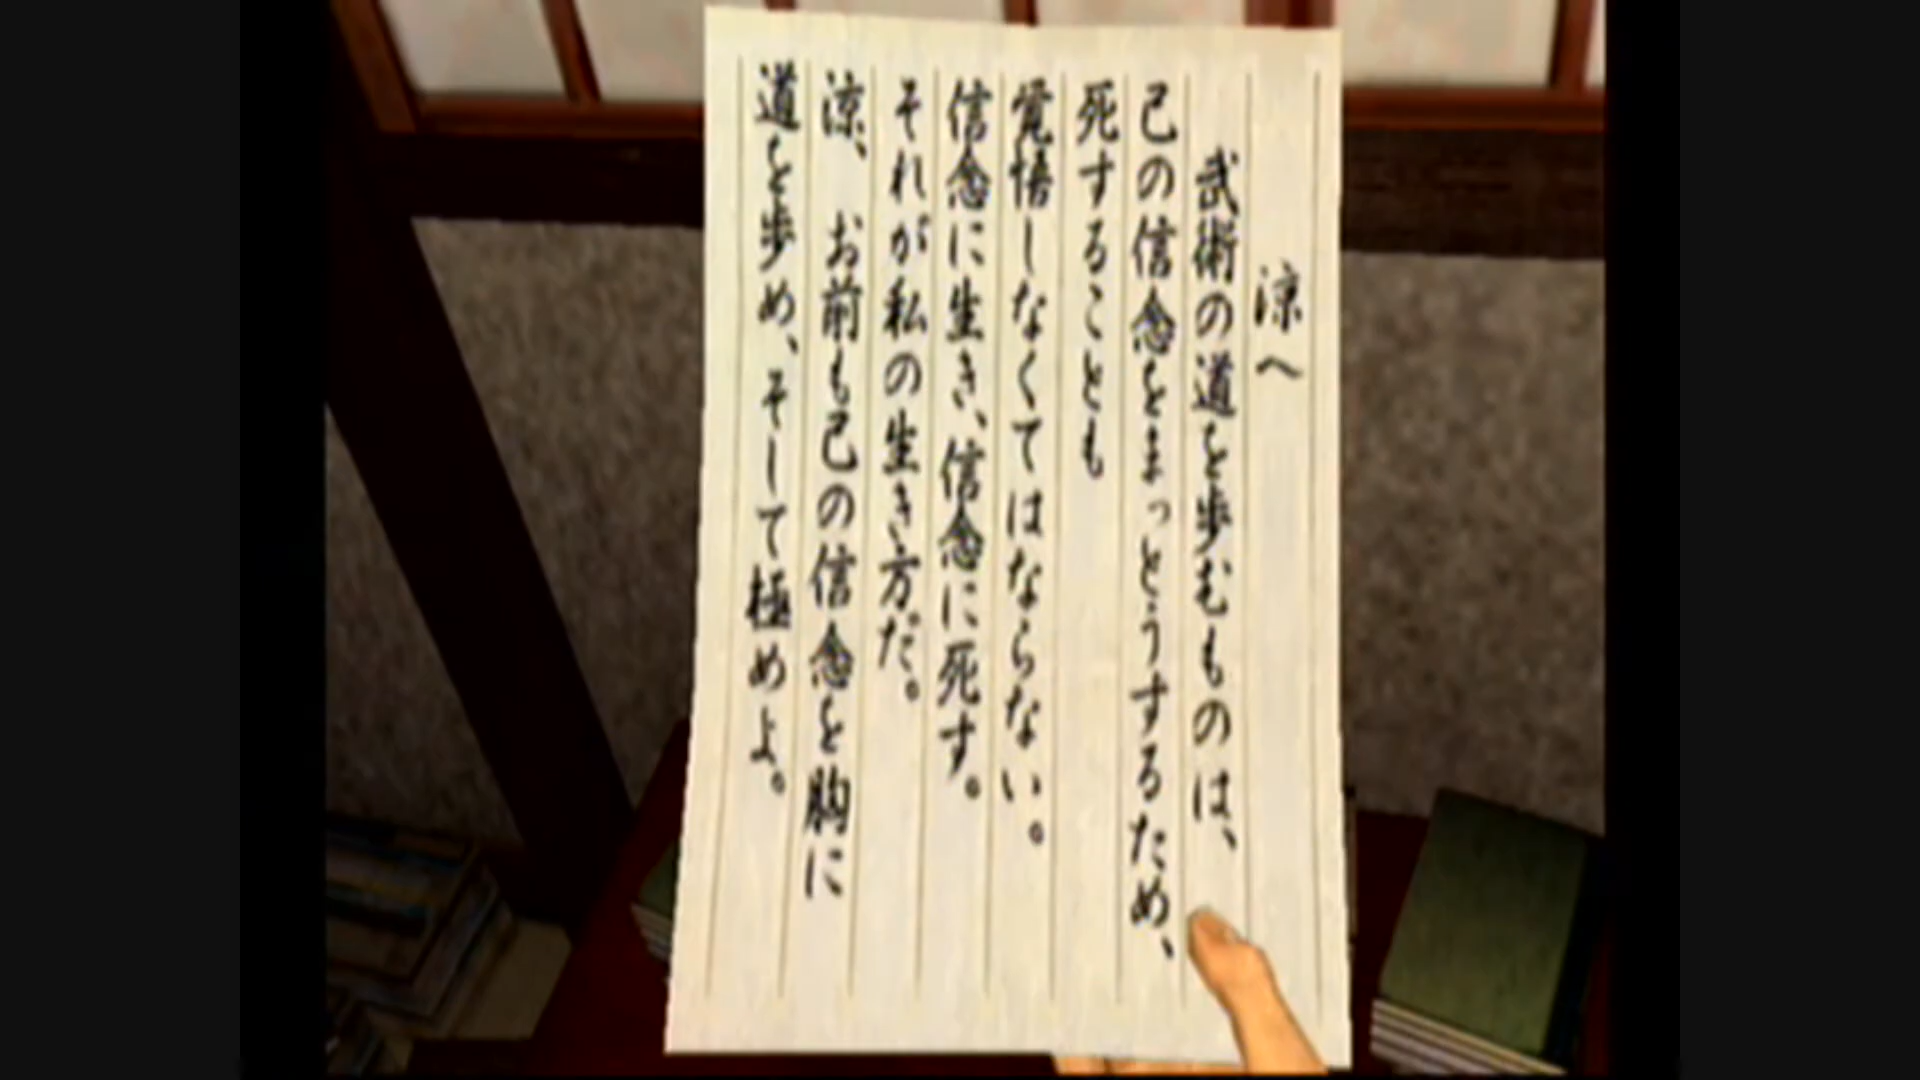 涼へ
武術の道を歩むものは、
己の信念をまっとうするため、
死することも
覚悟しなくてはならない。
信念に生き、信念に死す。
それが私の生き方だ。
涼、お前も己の信念を胸に
道を歩め、そして極めよ。